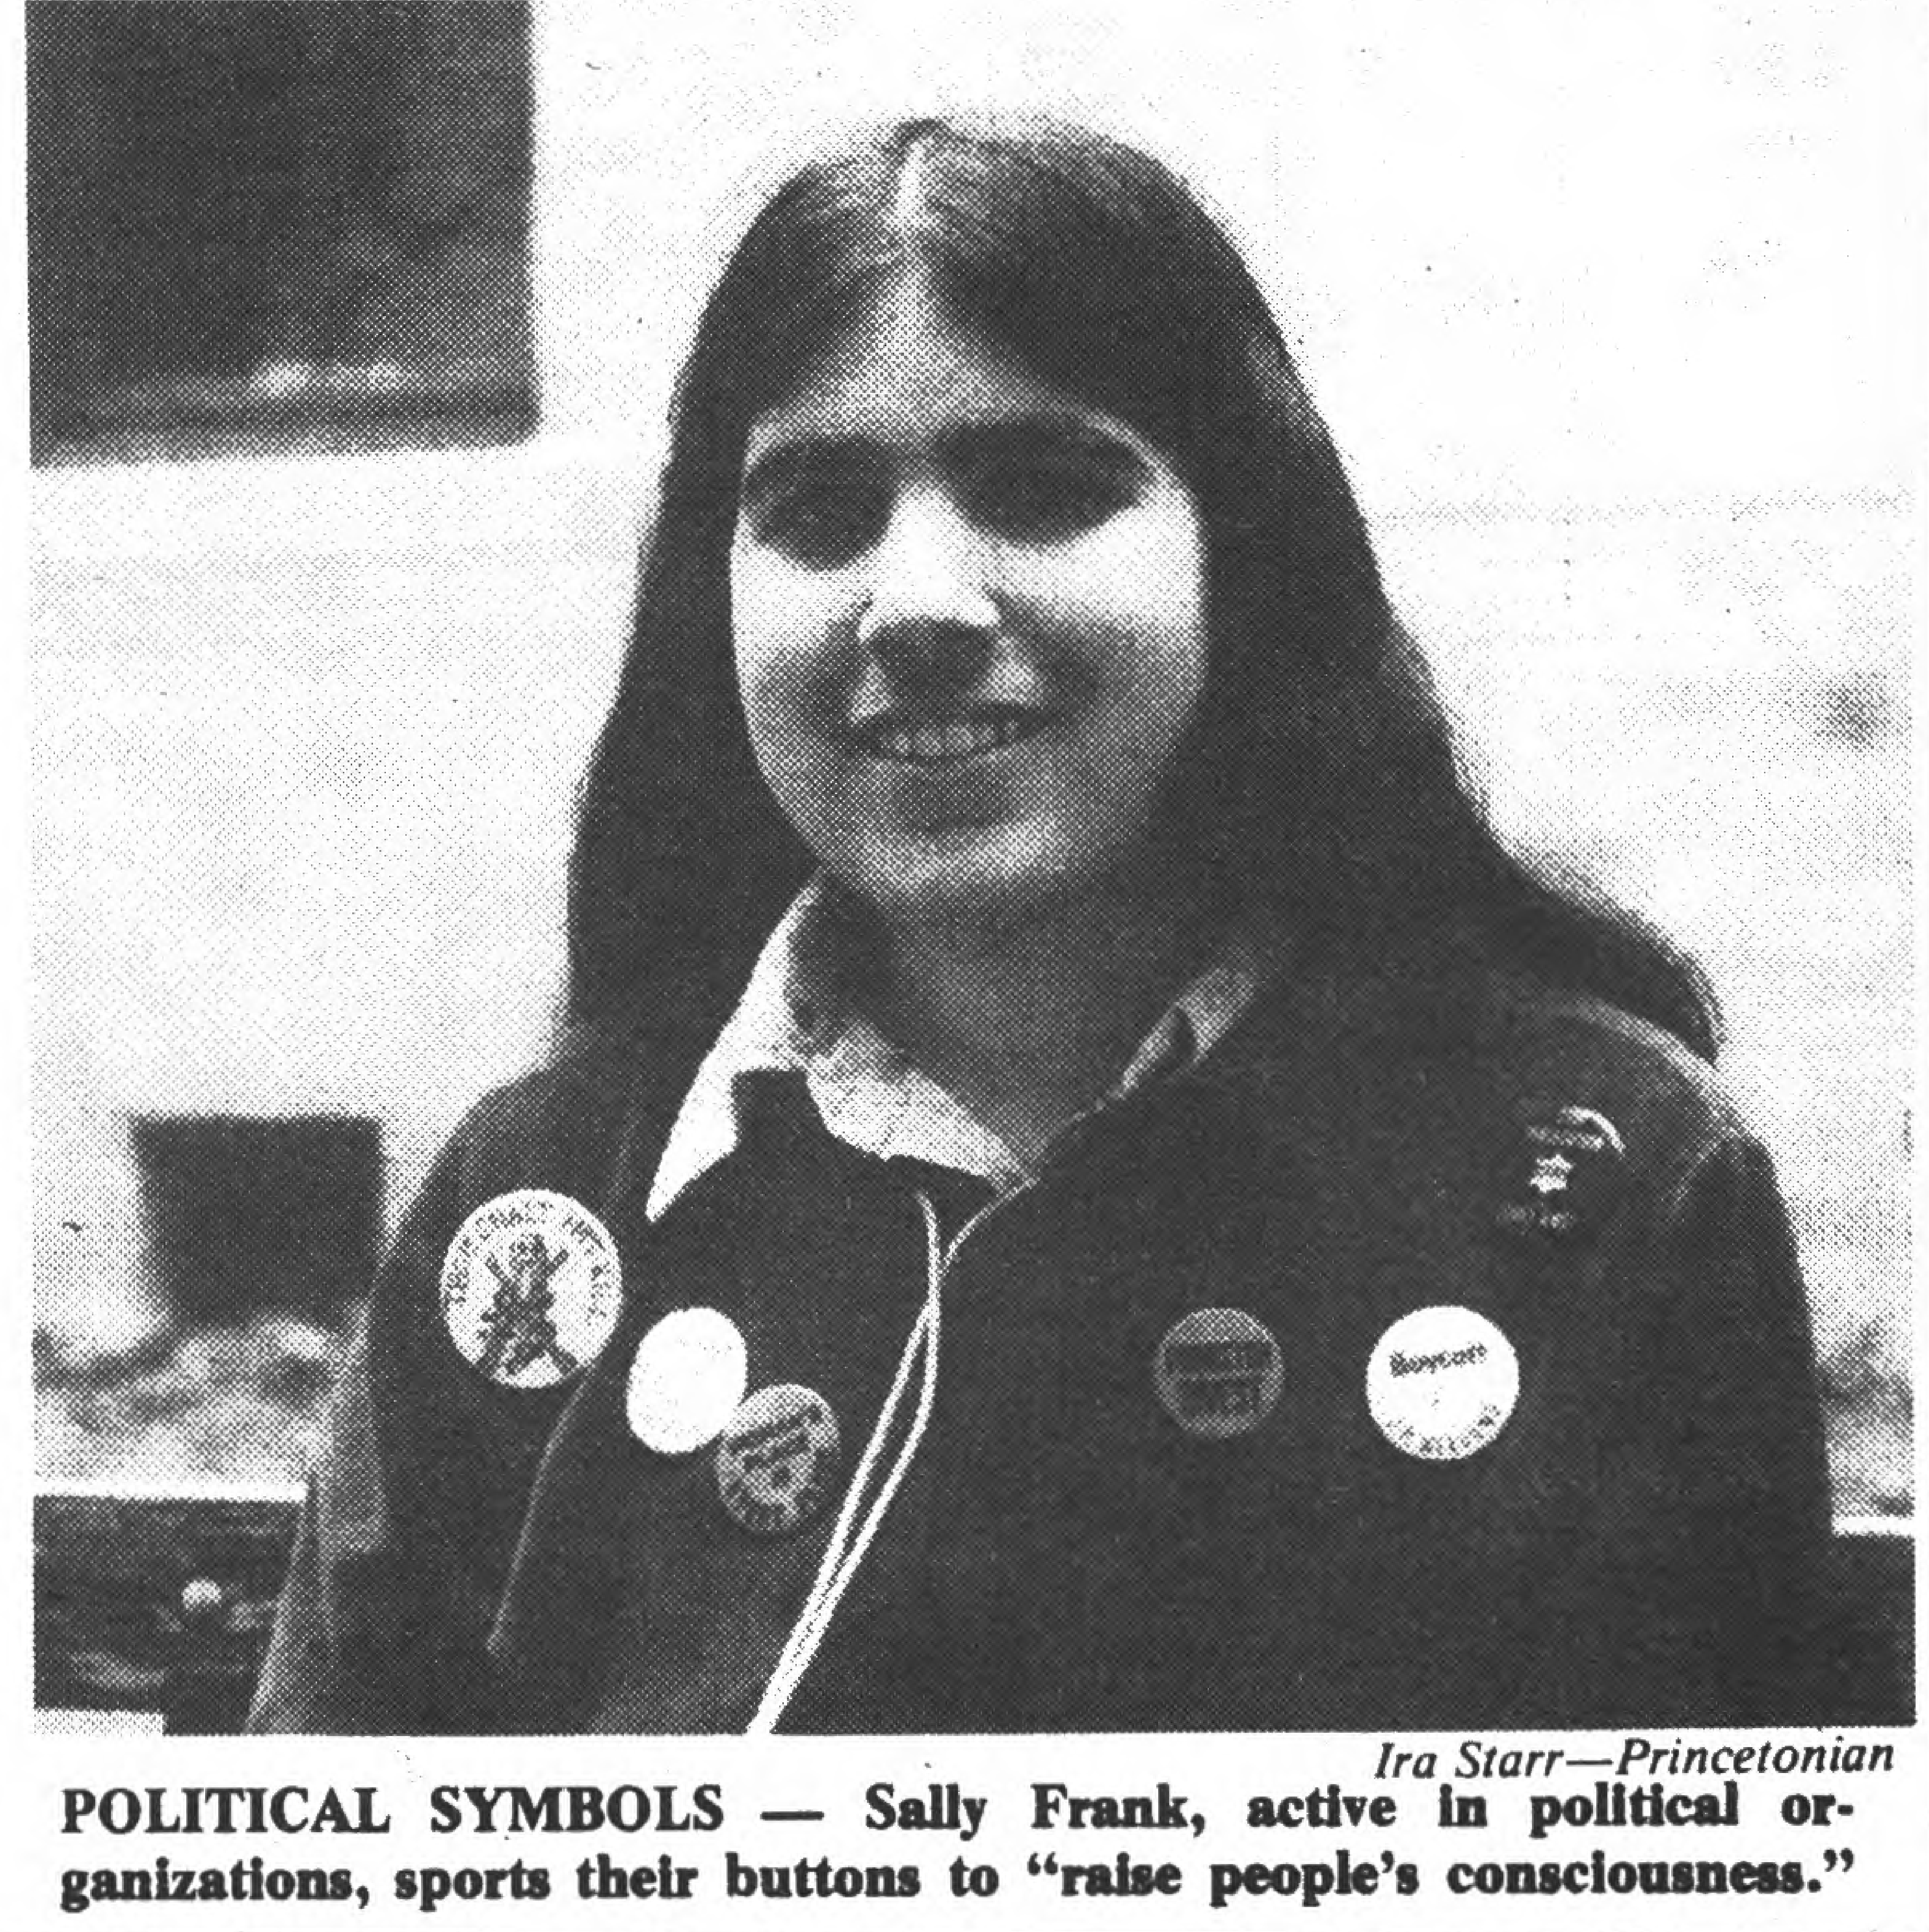 Boycott
Ira Starr—Princetonian
POLITICAL SYMBOLS — Sally Frank, active in political or-
ganizations, sports their buttons to “raise people’s consciousness.”